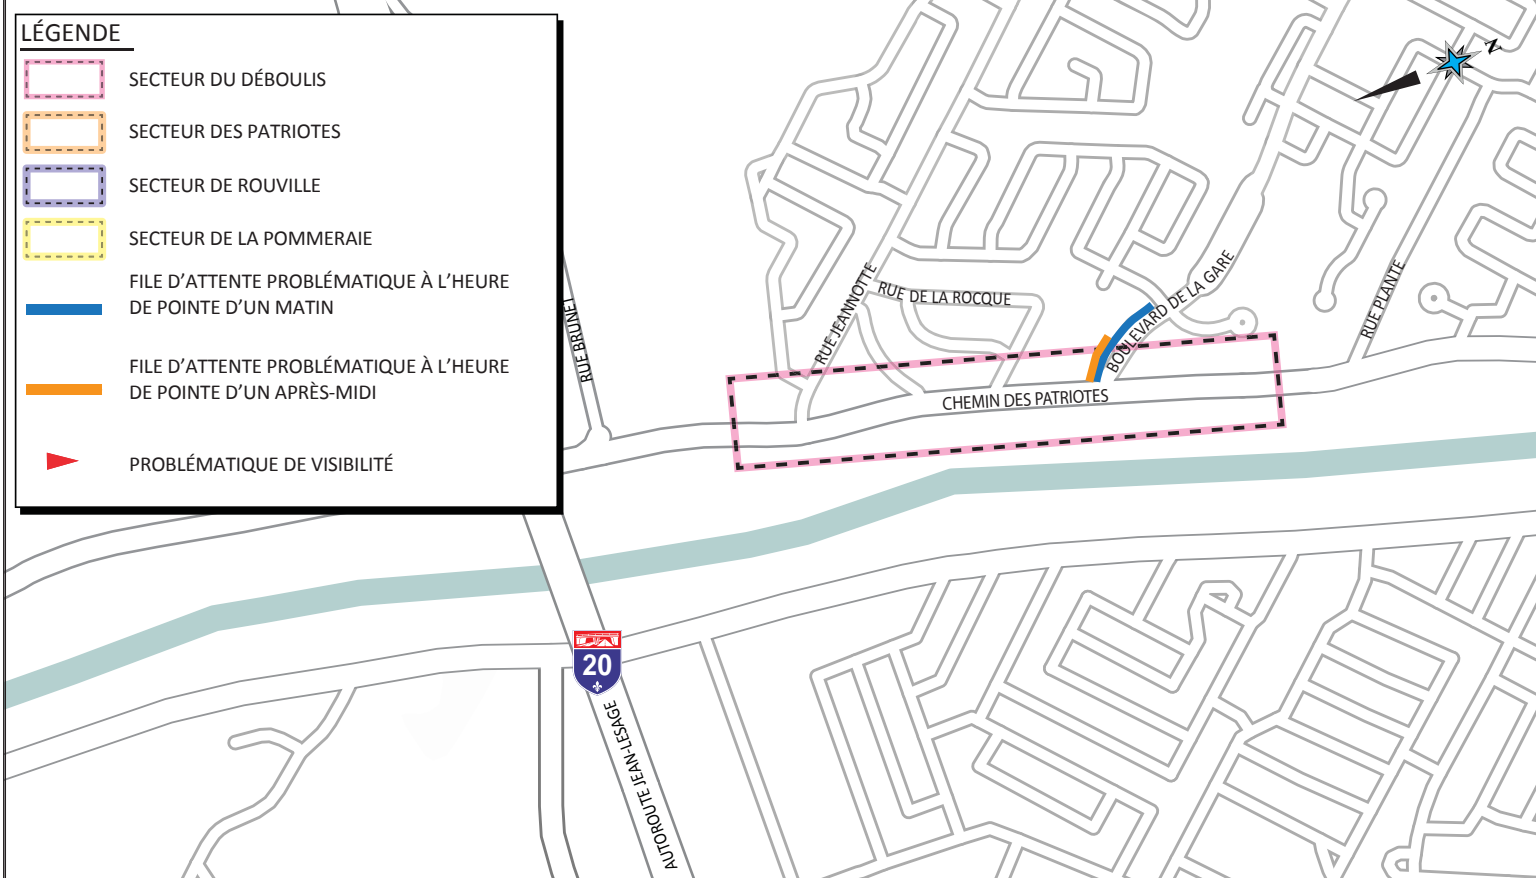 LÉGENDE
SECTEUR DU DÉBOULIS
SECTEUR DES PATRIOTES
SECTEUR DE ROUVILLE
SECTEUR DE LA POMMERAIE
FILE D'ATTENTE PROBLÉMATIQUE À L'HEURE
DE POINTE D'UN MATIN
FILE D'ATTENTE PROBLÉMATIQUE À L'HEURE
DE POINTE D'UN APRÈS-MIDI
PROBLÉMATIQUE DE VISIBILITÉ
N
RUE BRUNET
RUE JEANNOTTE
RUE DE LA ROCQUE
BOULEVARD DE LA GARE
RUE PLANTE
CHEMIN DES PATRIOTES
20
AUTOROUTE JEAN-LESAGE